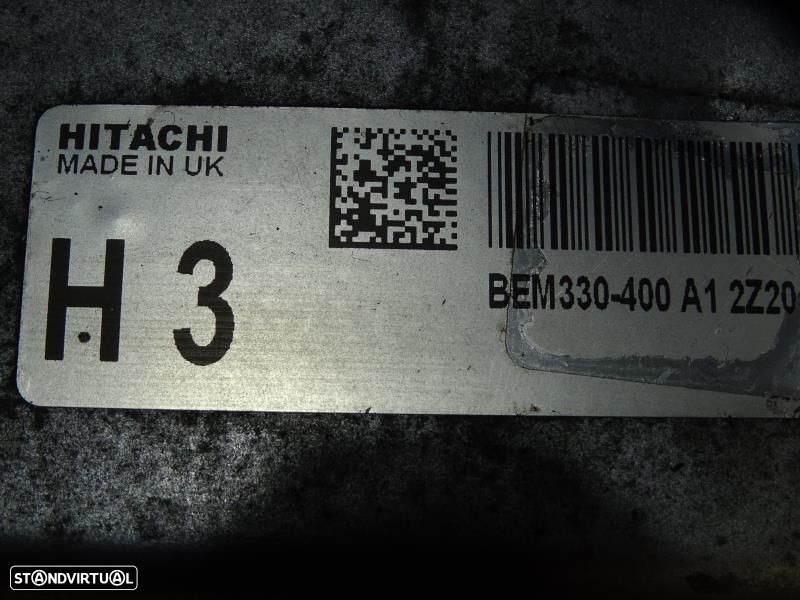 HITACHI
MADE IN UK
H 3
BEM330-400 A1 2Z20
STANDVIRTUAL